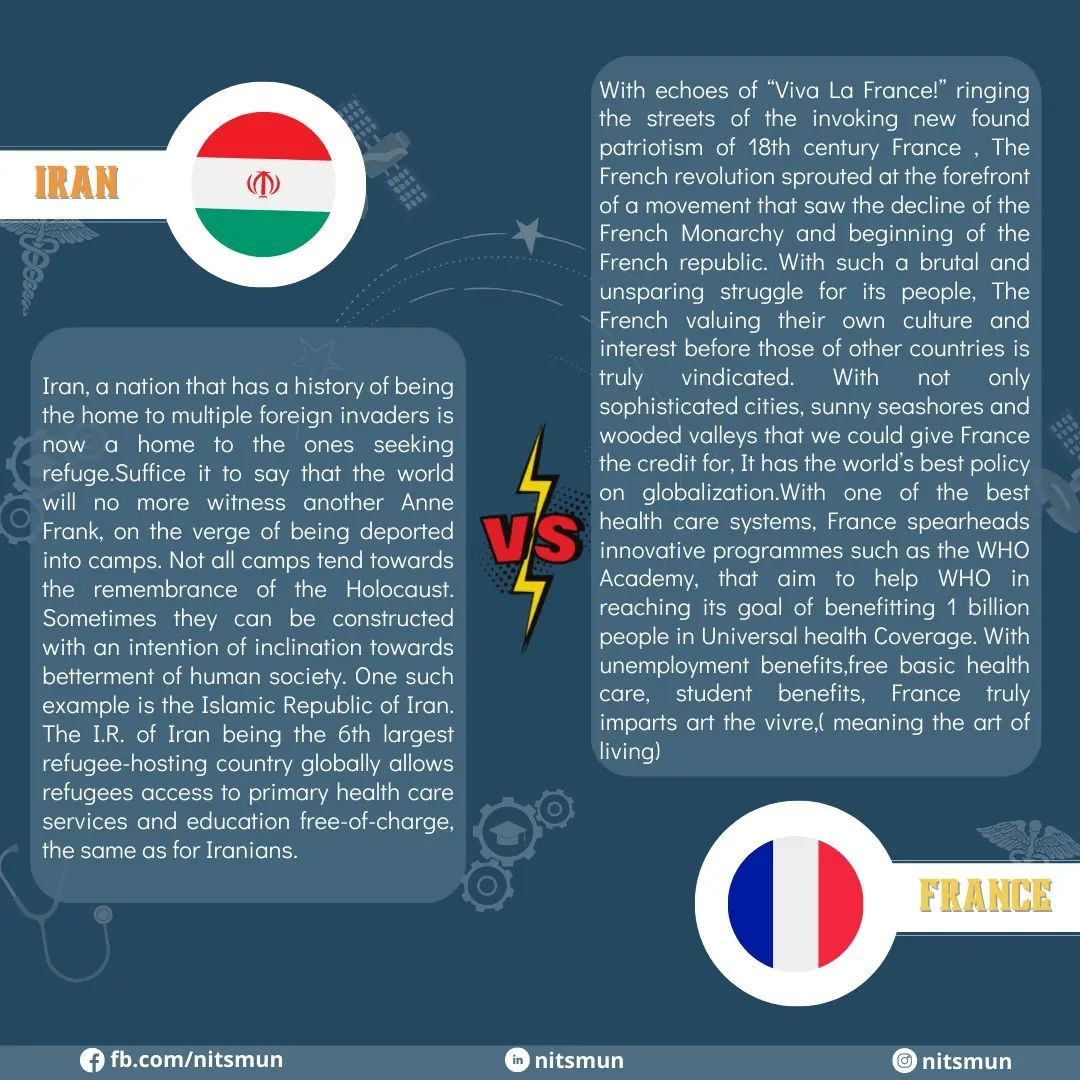 IRAN
Iran, a nation that has a history of being
the home to multiple foreign invaders is
now a home to the ones seeking
refuge.Suffice it to say that the world
will no more witness another Anne
Frank, on the verge of being deported
into camps. Not all camps tend towards
the remembrance of the Holocaust.
Sometimes they can be constructed
with an intention of inclination towards
betterment of human society. One such
example is the Islamic Republic of Iran.
The I.R. of Iran being the 6th largest
refugee-hosting country globally allows
refugees access to primary health care
services and education free-of-charge,
the same as for Iranians.
VS
With echoes of “Viva La France!” ringing
the streets of the invoking new found
patriotism of 18th century France , The
French revolution sprouted at the forefront
of a movement that saw the decline of the
French Monarchy and beginning of the
French republic. With such a brutal and
unsparing struggle for its people, The
French valuing their own culture and
interest before those of other countries is
truly vindicated. With not only
sophisticated cities, sunny seashores and
wooded valleys that we could give France
the credit for, It has the world’s best policy
on globalization.With one of the best
health care systems, France spearheads
innovative programmes such as the WHO
Academy, that aim to help WHO in
reaching its goal of benefitting 1 billion
people in Universal health Coverage. With
unemployment benefits,free basic health
care, student benefits, France truly
imparts art the vivre,( meaning the art of
living)
FRANCE
fb.com/nitsmun
nitsmun
nitsmun